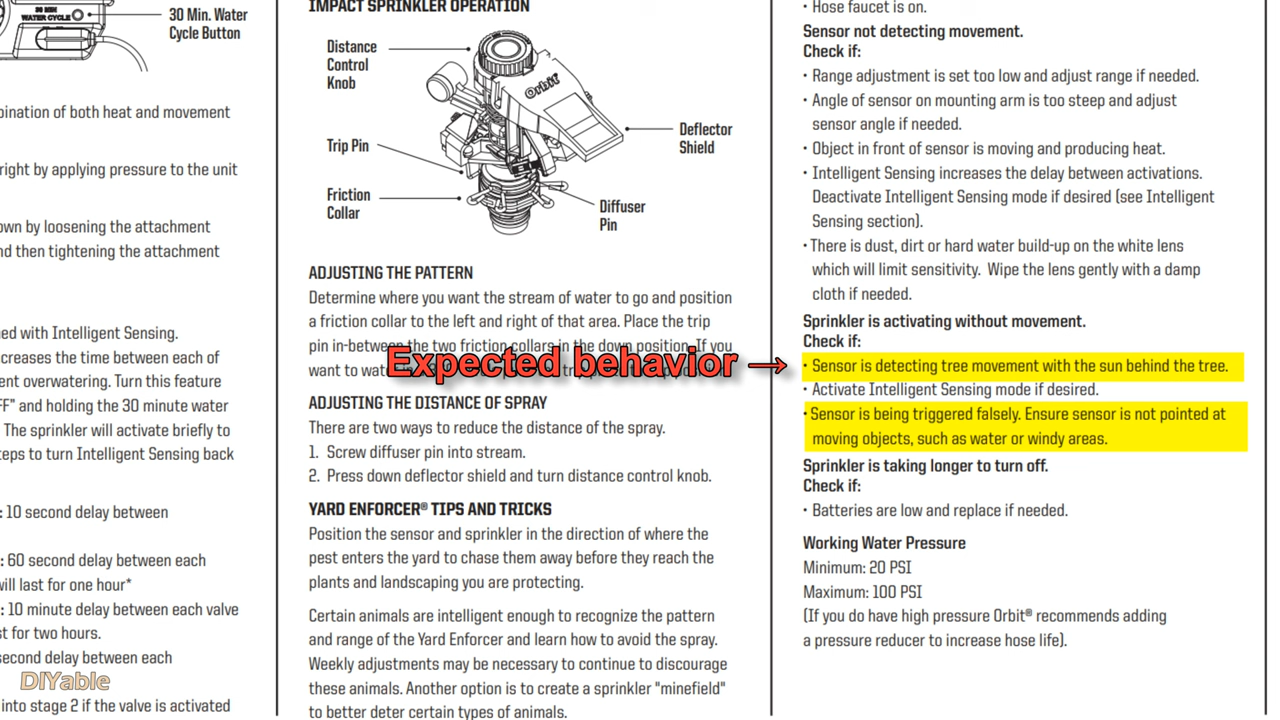 30 MIN
WATER CYCLE
30 Min. Water
Cycle Button
bination of both heat and movement
right by applying pressure to the unit
own by loosening the attachment
nd then tightening the attachment
ned with Intelligent Sensing.
creases the time between each of
ent overwatering. Turn this feature
FF" and holding the 30 minute water
The sprinkler will activate briefly to
teps to turn Intelligent Sensing back
: 10 second delay between
: 60 second delay between each
will last for one hour*
: 10 minute delay between each valve
st for two hours.
second delay between each
DIYable
into stage 2 if the valve is activated
IMPACT SPRINKLER OPERATION
Distance
Control
Knob
Orbit
Deflector
Shield
Trip Pin
Friction
Collar
Diffuser
Pin
ADJUSTING THE PATTERN
Determine where you want the stream of water to go and position
a friction collar to the left and right of that area. Place the trip
pin in-between the two friction collars in the down position. If you
want to water
Expected behavior →
ADJUSTING THE DISTANCE OF SPRAY
There are two ways to reduce the distance of the spray.
1. Screw diffuser pin into stream.
2. Press down deflector shield and turn distance control knob.
YARD ENFORCER® TIPS AND TRICKS
Position the sensor and sprinkler in the direction of where the
pest enters the yard to chase them away before they reach the
plants and landscaping you are protecting.
Certain animals are intelligent enough to recognize the pattern
and range of the Yard Enforcer and learn how to avoid the spray.
Weekly adjustments may be necessary to continue to discourage
these animals. Another option is to create a sprinkler "minefield"
to better deter certain types of animals.
· Hose faucet is on.
Sensor not detecting movement.
Check if:
· Range adjustment is set too low and adjust range if needed.
· Angle of sensor on mounting arm is too steep and adjust
sensor angle if needed.
· Object in front of sensor is moving and producing heat.
· Intelligent Sensing increases the delay between activations.
Deactivate Intelligent Sensing mode if desired (see Intelligent
Sensing section).
· There is dust, dirt or hard water build-up on the white lens
which will limit sensitivity. Wipe the lens gently with a damp
cloth if needed.
Sprinkler is activating without movement.
Check if:
· Sensor is detecting tree movement with the sun behind the tree.
· Activate Intelligent Sensing mode if desired.
· Sensor is being triggered falsely. Ensure sensor is not pointed at
moving objects, such as water or windy areas.
Sprinkler is taking longer to turn off.
Check if:
· Batteries are low and replace if needed.
Working Water Pressure
Minimum: 20 PSI
Maximum: 100 PSI
(If you do have high pressure Orbit® recommends adding
a pressure reducer to increase hose life).